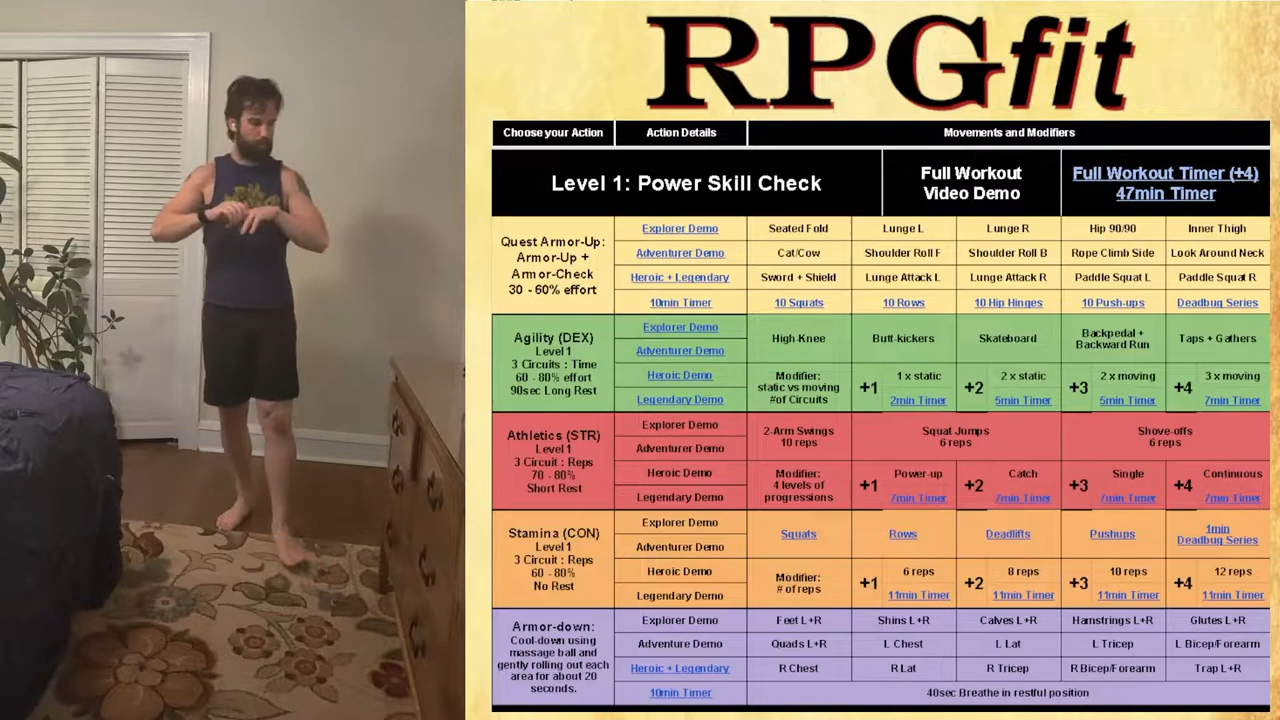 RPGfit
Choose your Action Action Details Movements and Modifiers
Level 1: Power Skill Check
Full Workout
Video Demo
Full Workout Timer (+4)
47min Timer
Quest Armor-Up:
Armor-Up +
Armor-Check
30 - 60% effort
Explorer Demo Seated Fold Lunge L Lunge R Hip 90/90 Inner Thigh
Adventurer Demo Cat/Cow Shoulder Roll F Shoulder Roll B Rope Climb Side Look Around Neck
Heroic + Legendary Sword + Shield Lunge Attack L Lunge Attack R Paddle Squat L Paddle Squat R
10min Timer 10 Squats 10 Rows 10 Hip Hinges 10 Push-ups Deadbug Series
Agility (DEX)
Level 1
3 Circuits : Time
60 - 80% effort
90sec Long Rest
Explorer Demo
Adventurer Demo
Heroic Demo
Legendary Demo
High-Knee Butt-kickers Skateboard
Backpedal +
Backward Run
Taps + Gathers
Modifier:
static vs moving
#of Circuits
+1 1 x static
2min Timer
+2 2 x static
5min Timer
+3 2 x moving
5min Timer
+4 3 x moving
7min Timer
Athletics (STR)
Level 1
3 Circuit : Reps
70 - 80%
Short Rest
Explorer Demo
Adventurer Demo
Heroic Demo
Legendary Demo
2-Arm Swings
10 reps
Squat Jumps
6 reps
Shove-offs
6 reps
Modifier:
4 levels of
progressions
+1 Power-up
7min Timer
+2 Catch
7min Timer
+3 Single
7min Timer
+4 Continuous
7min Timer
Stamina (CON)
Level 1
3 Circuit : Reps
60 - 80%
No Rest
Explorer Demo
Adventurer Demo
Heroic Demo
Legendary Demo
Squats Rows Deadlifts Pushups
1min
Deadbug Series
Modifier:
# of reps
+1 6 reps
11min Timer
+2 8 reps
11min Timer
+3 10 reps
11min Timer
+4 12 reps
11min Timer
Armor-down:
Cool-down using
massage ball and
gently rolling out each
area for about 20
seconds.
Explorer Demo Feet L+R Shins L+R Calves L+R Hamstrings L+R Glutes L+R
Adventure Demo Quads L+R L Chest L Lat L Tricep L Bicep/Forearm
Heroic + Legendary R Chest R Lat R Tricep R Bicep/Forearm Trap L+R
10min Timer 40sec Breathe in restful position